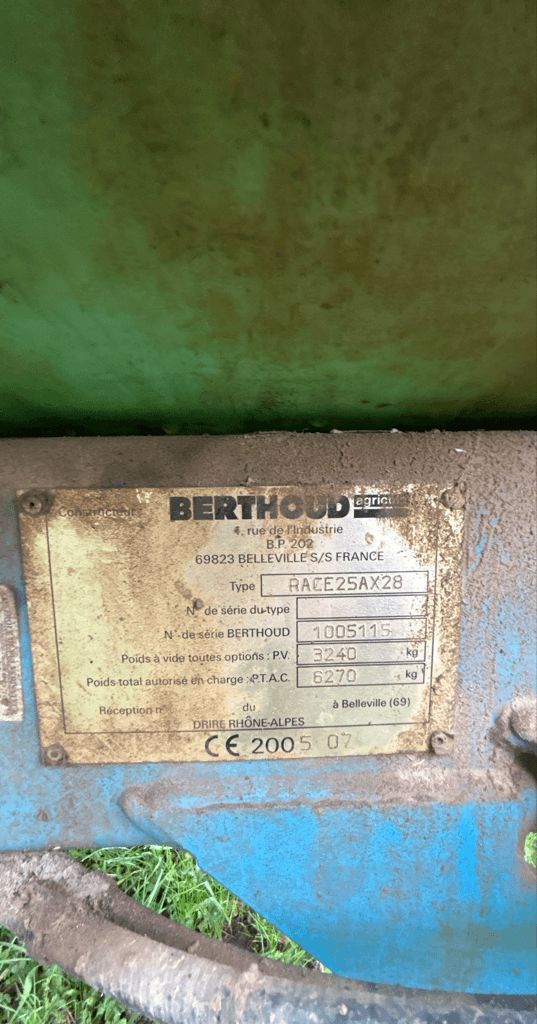 Constructeur BERTHOUD agricole
4, rue de l'Industrie
B.P. 202
69823 BELLEVILLE S/S FRANCE
Type RACE25AX28
N° de série du type
N° de série BERTHOUD 1005115
Poids à vide toutes options : P.V. 3240 kg
Poids total autorisé en charge : P.T.A.C. 6270 kg
Réception n° du à Belleville (69)
DRIRE RHÔNE-ALPES
CE 2005 07